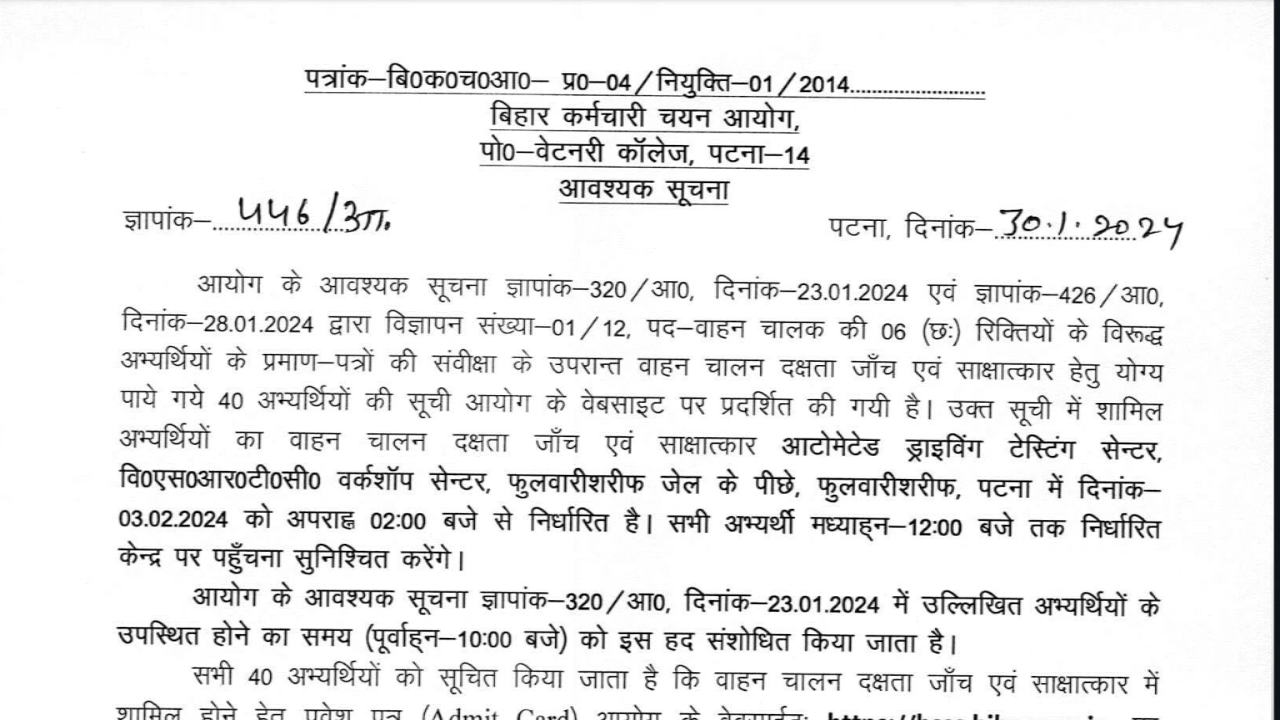 पत्रांक–बि0क0च0आ0– प्र0–04/नियुक्ति–01/2014..........................
बिहार कर्मचारी चयन आयोग,
पो0–वेटनरी कॉलेज, पटना–14
आवश्यक सूचना
ज्ञापांक–...५५6/आ.
पटना, दिनांक–30.1.2024
आयोग के आवश्यक सूचना ज्ञापांक–320/आ0, दिनांक–23.01.2024 एवं ज्ञापांक–426/आ0,
दिनांक–28.01.2024 द्वारा विज्ञापन संख्या–01/12, पद–वाहन चालक की 06 (छः) रिक्तियों के विरूद्ध
अभ्यर्थियों के प्रमाण–पत्रों की संवीक्षा के उपरान्त वाहन चालन दक्षता जाँच एवं साक्षात्कार हेतु योग्य
पाये गये 40 अभ्यर्थियों की सूची आयोग के वेबसाइट पर प्रदर्शित की गयी है। उक्त सूची में शामिल
अभ्यर्थियों का वाहन चालन दक्षता जाँच एवं साक्षात्कार आटोमेटेड ड्राइविंग टेस्टिंग सेन्टर,
वि0एस0आर0टी0सी0 वर्कशॉप सेन्टर, फुलवारीशरीफ जेल के पीछे, फुलवारीशरीफ, पटना में दिनांक–
03.02.2024 को अपराह्न 02:00 बजे से निर्धारित है। सभी अभ्यर्थी मध्याह्न–12:00 बजे तक निर्धारित
केन्द्र पर पहुँचना सुनिश्चित करेंगे।
आयोग के आवश्यक सूचना ज्ञापांक–320/आ0, दिनांक–23.01.2024 में उल्लिखित अभ्यर्थियों के
उपस्थित होने का समय (पूर्वाह्न–10:00 बजे) को इस हद संशोधित किया जाता है।
सभी 40 अभ्यर्थियों को सूचित किया जाता है कि वाहन चालन दक्षता जाँच एवं साक्षात्कार में
शामिल होने हेतु प्रवेश पत्र (Admit Card) आयोग के